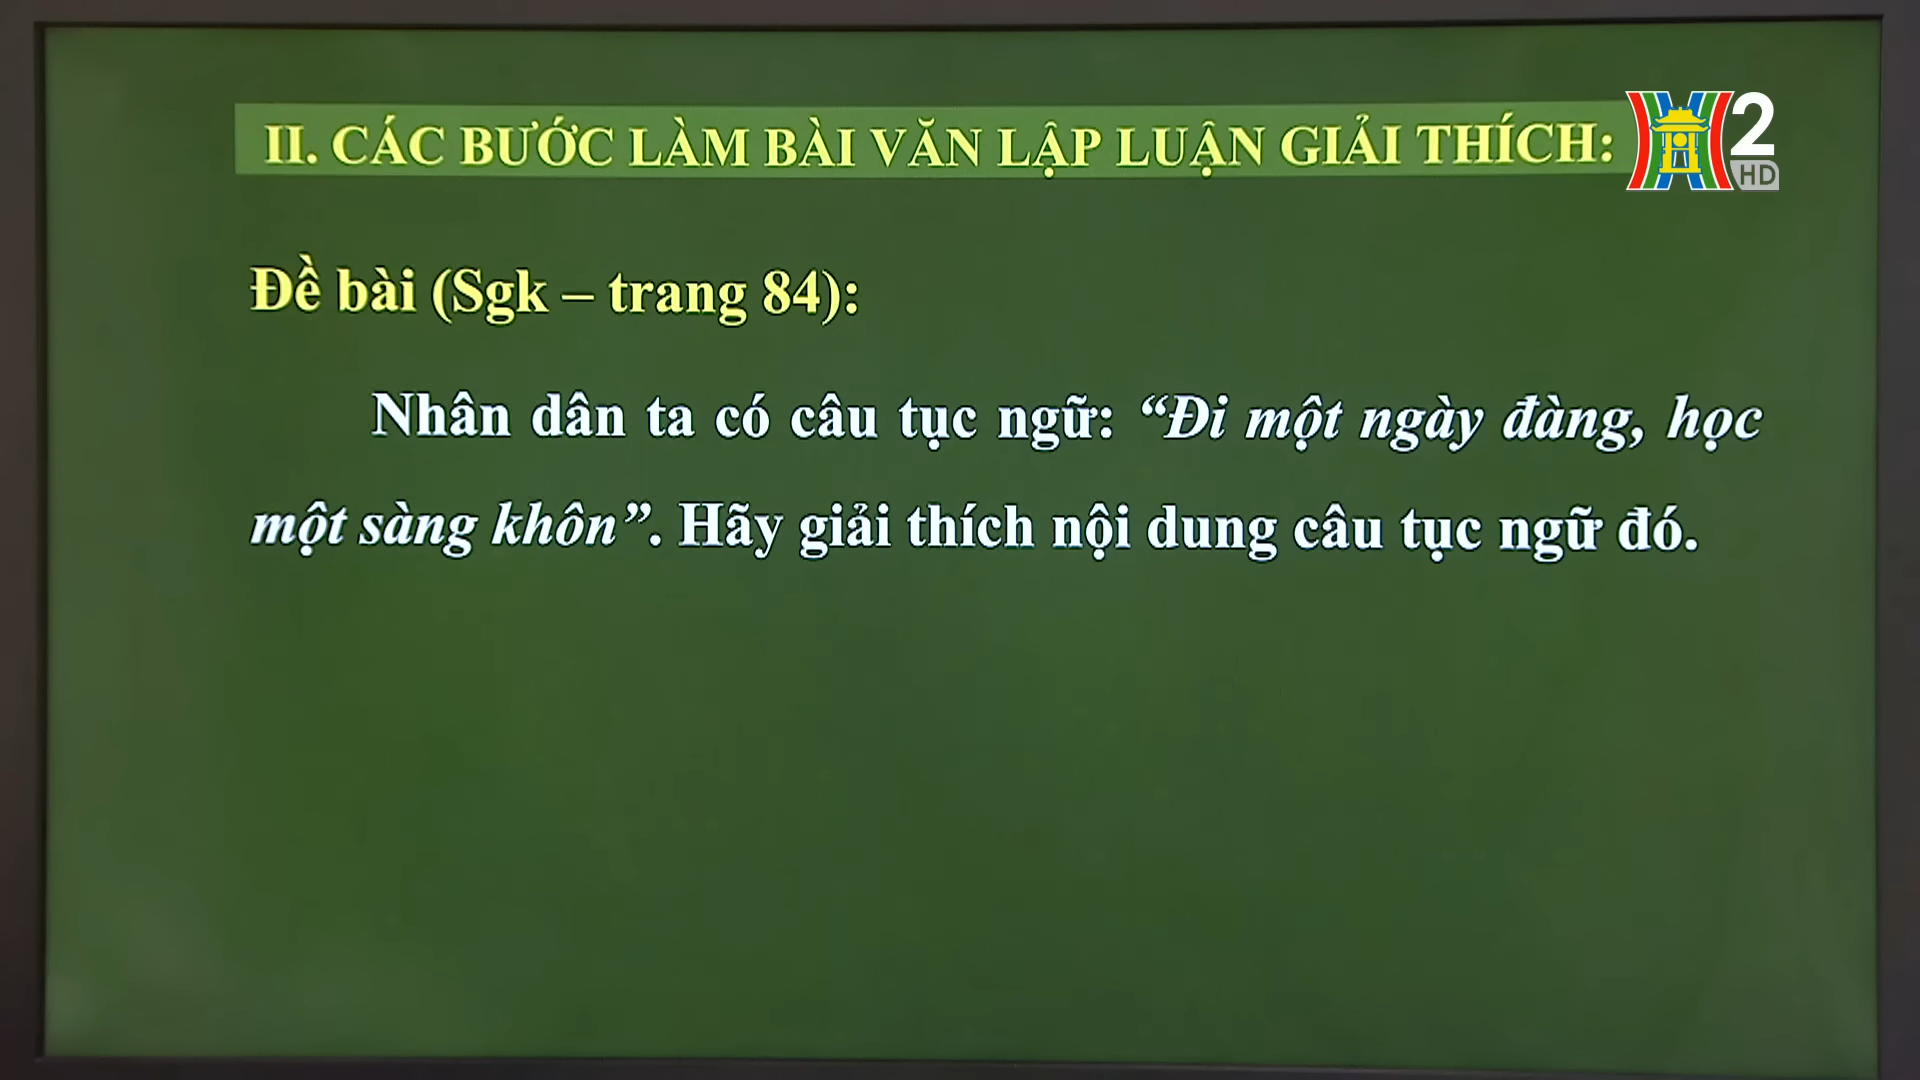 II. CÁC BƯỚC LÀM BÀI VĂN LẬP LUẬN GIẢI THÍCH:
2
HD
Đề bài (Sgk – trang 84):
Nhân dân ta có câu tục ngữ: “Đi một ngày đàng, học
một sàng khôn”. Hãy giải thích nội dung câu tục ngữ đó.